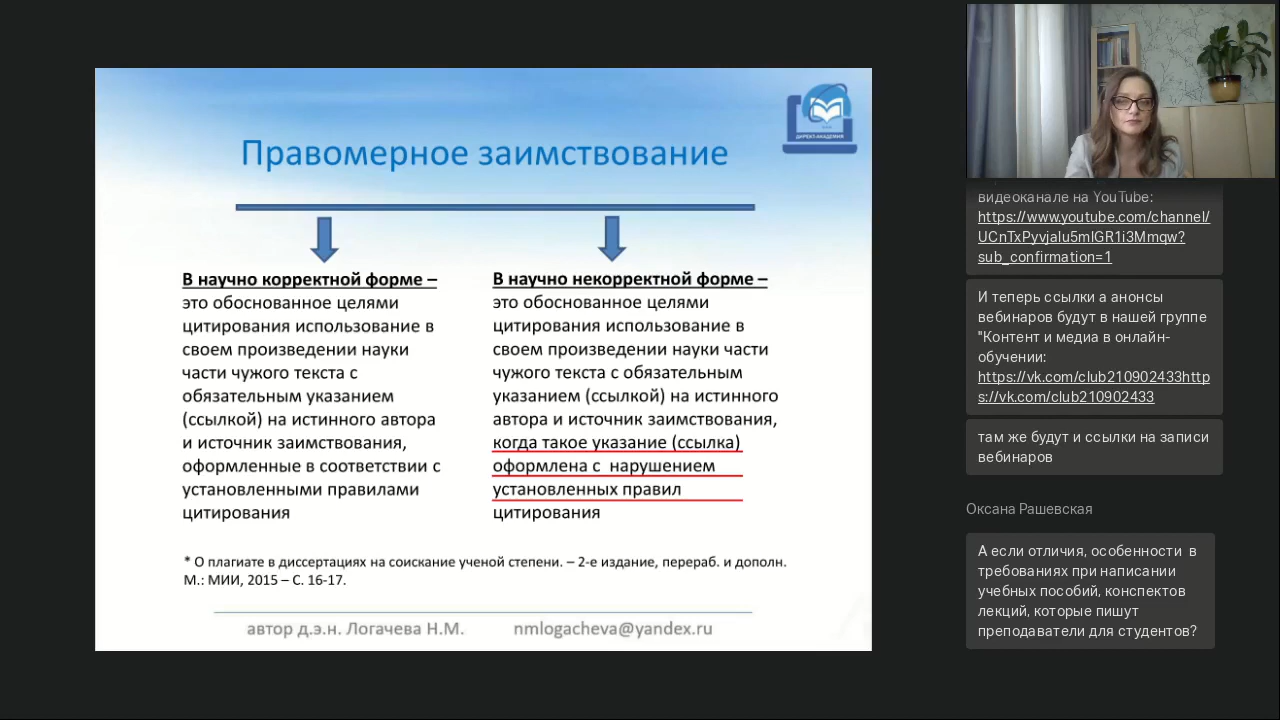 ДИРЕКТ-АКАДЕМИЯ
Правомерное заимствование
В научно корректной форме –
это обоснованное целями
цитирования использование в
своем произведении науки
части чужого текста с
обязательным указанием
(ссылкой) на истинного автора
и источник заимствования,
оформленные в соответствии с
установленными правилами
цитирования
В научно некорректной форме –
это обоснованное целями
цитирования использование в
своем произведении науки части
чужого текста с обязательным
указанием (ссылкой) на истинного
автора и источник заимствования,
когда такое указание (ссылка)
оформлена с нарушением
установленных правил
цитирования
* О плагиате в диссертациях на соискание ученой степени. – 2-е издание, перераб. и дополн.
М.: МИИ, 2015 – С. 16-17.
автор д.э.н. Логачева Н.М. nmlogacheva@yandex.ru
видеоканале на YouTube:
https://www.youtube.com/channel/
UCnTxPyvjalu5mlGR1i3Mmqw?
sub_confirmation=1
И теперь ссылки а анонсы
вебинаров будут в нашей группе
"Контент и медиа в онлайн-
обучении:
https://vk.com/club210902433http
s://vk.com/club210902433
там же будут и ссылки на записи
вебинаров
Оксана Рашевская
А если отличия, особенности в
требованиях при написании
учебных пособий, конспектов
лекций, которые пишут
преподаватели для студентов?